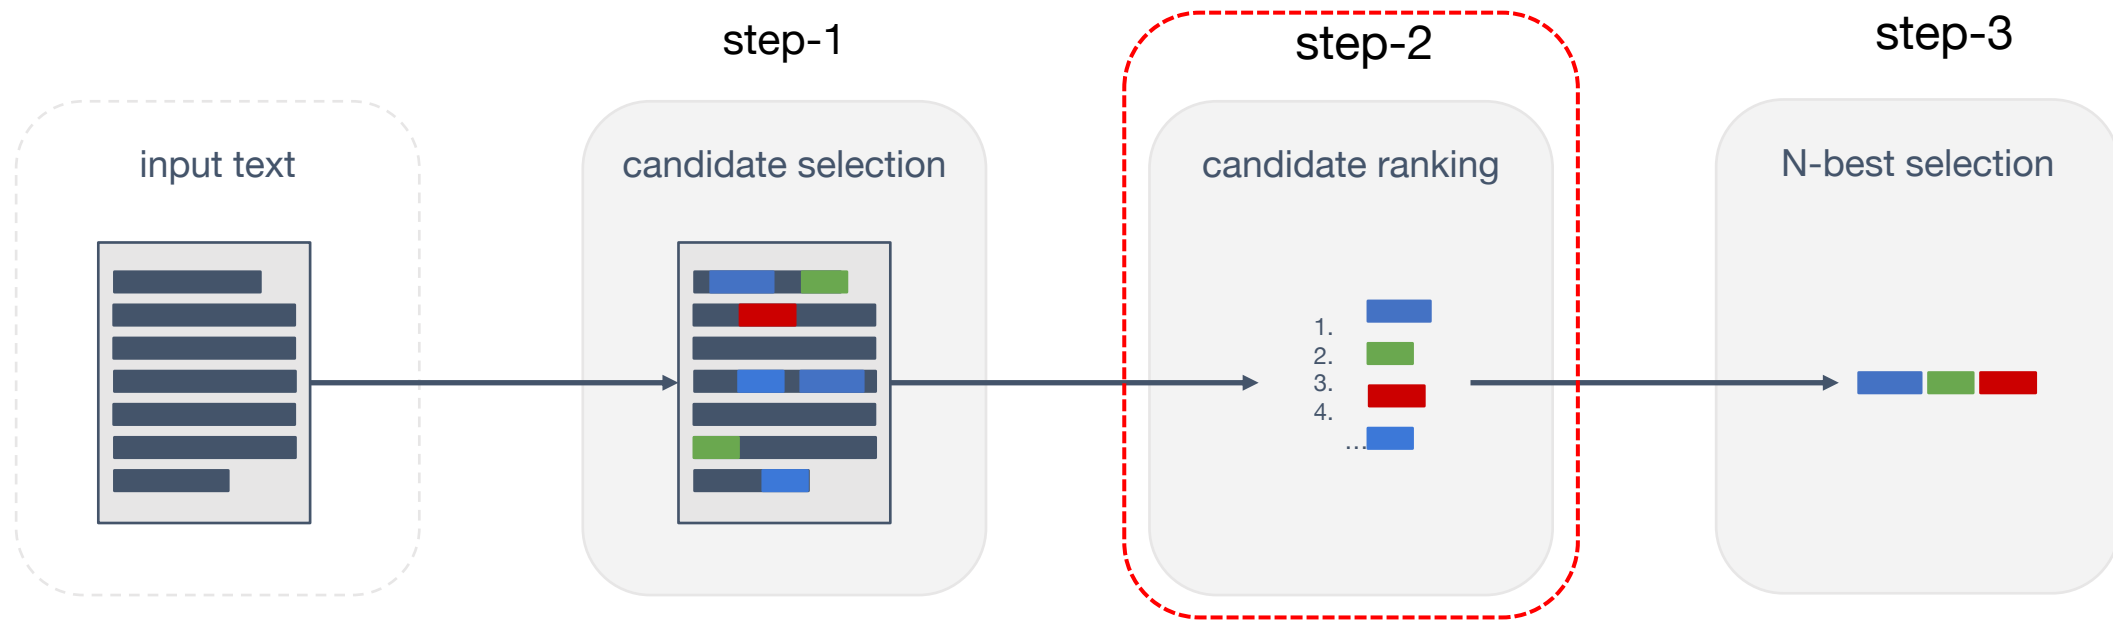 step-1
step-2
step-3
input text
candidate selection
candidate ranking
N-best selection
1.
2.
3.
4.
...